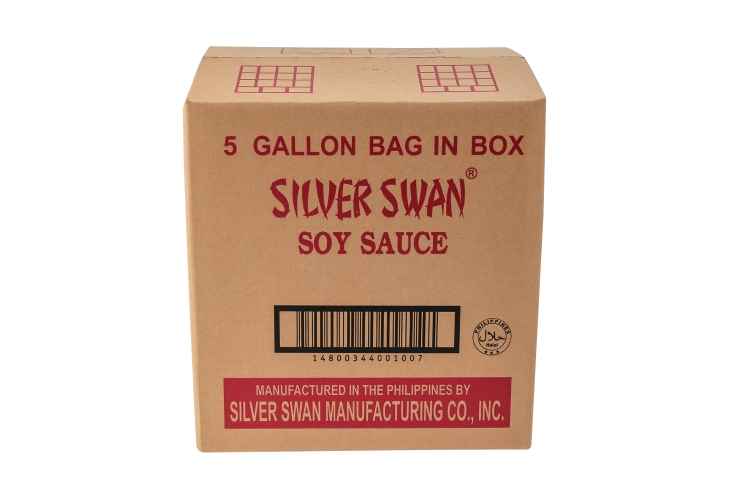 5 GALLON BAG IN BOX
SILVER SWAN®
SOY SAUCE
14800344001007
PHILIPPINES
حلال
Halal
MANUFACTURED IN THE PHILIPPINES BY
SILVER SWAN MANUFACTURING CO., INC.